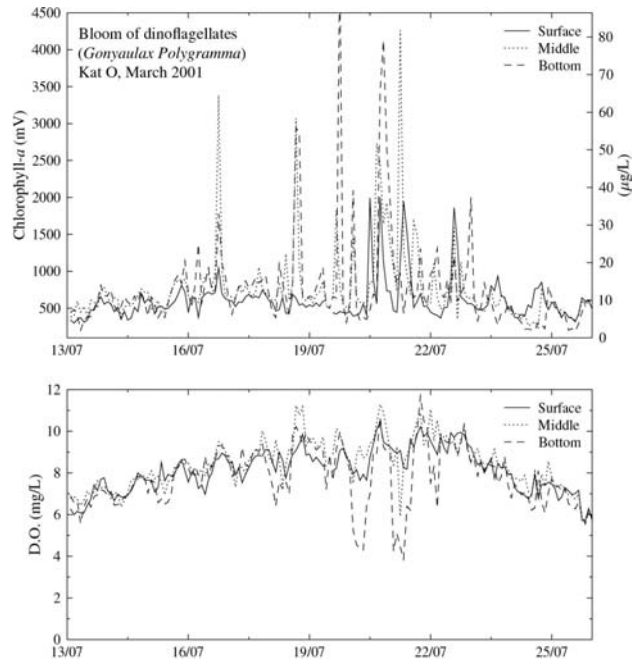 4500
4000
3500
3000
2500
2000
1500
1000
500
Chlorophyll-a (mV)
Bloom of dinoflagellates
(Gonyaulax Polygramma)
Kat O, March 2001
Surface
Middle
Bottom
80
70
60
50
40
30
20
10
0
(µg/L)
13/07 16/07 19/07 22/07 25/07
12
10
8
6
4
2
0
D.O. (mg/L)
Surface
Middle
Bottom
13/07 16/07 19/07 22/07 25/07